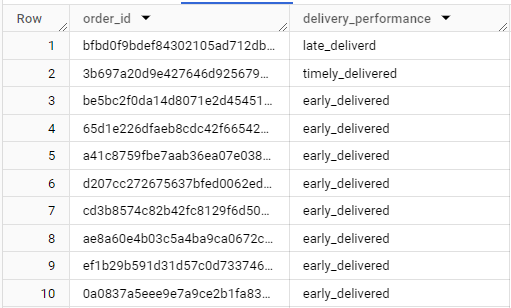 Row order_id delivery_performance
1 bfbd0f9bdef84302105ad712db... late_deliverd
2 3b697a20d9e427646d925679... timely_delivered
3 be5bc2f0da14d8071e2d45451... early_delivered
4 65d1e226dfaeb8cdc42f66542... early_delivered
5 a41c8759fbe7aab36ea07e038... early_delivered
6 d207cc272675637bfed0062ed... early_delivered
7 cd3b8574c82b42fc8129f6d50... early_delivered
8 ae8a60e4b03c5a4ba9ca0672c... early_delivered
9 ef1b29b591d31d57c0d733746... early_delivered
10 0a0837a5eee9e7a9ce2b1fa83... early_delivered